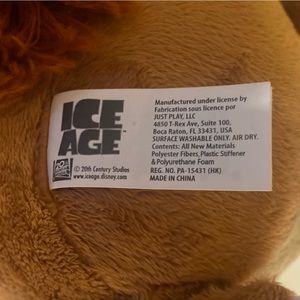 ICE
AGE™
© 20th Century Studios
www.iceage.disney.com
Manufactured under license by
Fabrication sous licence por
JUST PLAY, LLC
4850 T-Rex Ave, Suite 100,
Boca Raton, FL 33431, USA
SURFACE WASHABLE ONLY. AIR DRY.
Contents: All New Materials
Polyester Fibers, Plastic Stiffener
& Polyurethane Foam
REG. NO. PA-15431 (HK)
MADE IN CHINA